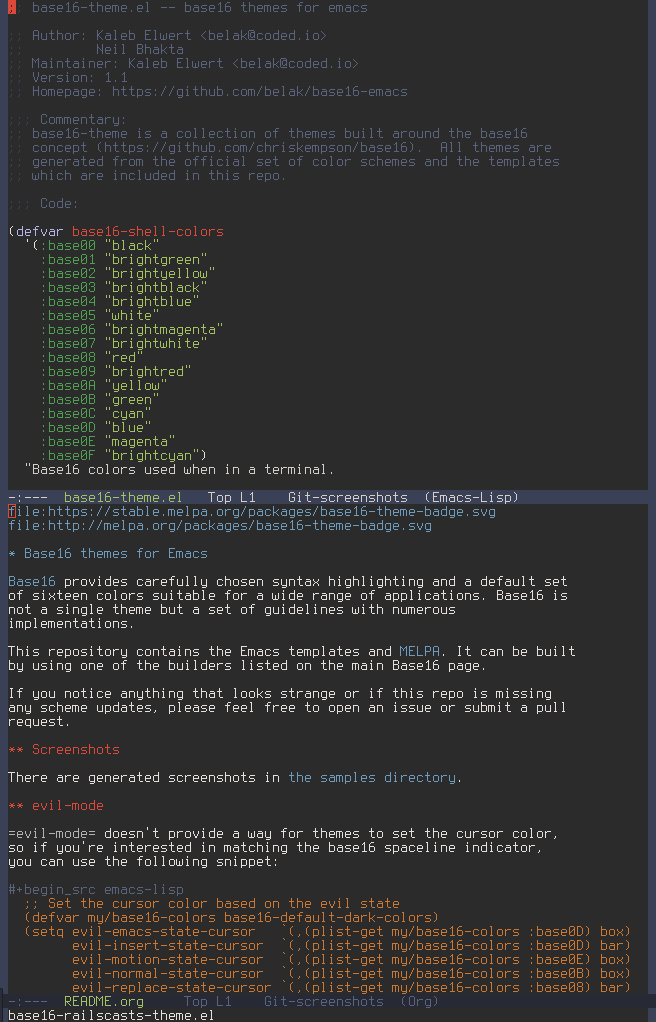 ;; base16-theme.el -- base16 themes for emacs
;; Author: Kaleb Elwert <belak@coded.io>
;;         Neil Bhakta
;; Maintainer: Kaleb Elwert <belak@coded.io>
;; Version: 1.1
;; Homepage: https://github.com/belak/base16-emacs
;;; Commentary:
;; base16-theme is a collection of themes built around the base16
;; concept (https://github.com/chriskempson/base16).  All themes are
;; generated from the official set of color schemes and the templates
;; which are included in this repo.
;;; Code:
(defvar base16-shell-colors
  '(:base00 "black"
    :base01 "brightgreen"
    :base02 "brightyellow"
    :base03 "brightblack"
    :base04 "brightblue"
    :base05 "white"
    :base06 "brightmagenta"
    :base07 "brightwhite"
    :base08 "red"
    :base09 "brightred"
    :base0A "yellow"
    :base0B "green"
    :base0C "cyan"
    :base0D "blue"
    :base0E "magenta"
    :base0F "brightcyan")
  "Base16 colors used when in a terminal.
-:---  base16-theme.el   Top L1    Git-screenshots  (Emacs-Lisp)
file:https://stable.melpa.org/packages/base16-theme-badge.svg
file:http://melpa.org/packages/base16-theme-badge.svg
* Base16 themes for Emacs
Base16 provides carefully chosen syntax highlighting and a default set
of sixteen colors suitable for a wide range of applications. Base16 is
not a single theme but a set of guidelines with numerous
implementations.
This repository contains the Emacs templates and MELPA. It can be built
by using one of the builders listed on the main Base16 page.
If you notice anything that looks strange or if this repo is missing
any scheme updates, please feel free to open an issue or submit a pull
request.
** Screenshots
There are generated screenshots in the samples directory.
** evil-mode
=evil-mode= doesn't provide a way for themes to set the cursor color,
so if you're interested in matching the base16 spaceline indicator,
you can use the following snippet:
#+begin_src emacs-lisp
  ;; Set the cursor color based on the evil state
  (defvar my/base16-colors base16-default-dark-colors)
  (setq evil-emacs-state-cursor   `(,(plist-get my/base16-colors :base0D) box)
        evil-insert-state-cursor  `(,(plist-get my/base16-colors :base0D) bar)
        evil-motion-state-cursor  `(,(plist-get my/base16-colors :base0E) box)
        evil-normal-state-cursor  `(,(plist-get my/base16-colors :base0B) box)
        evil-replace-state-cursor `(,(plist-get my/base16-colors :base08) bar)
-:---  README.org     Top L1    Git-screenshots  (Org)
base16-railscasts-theme.el